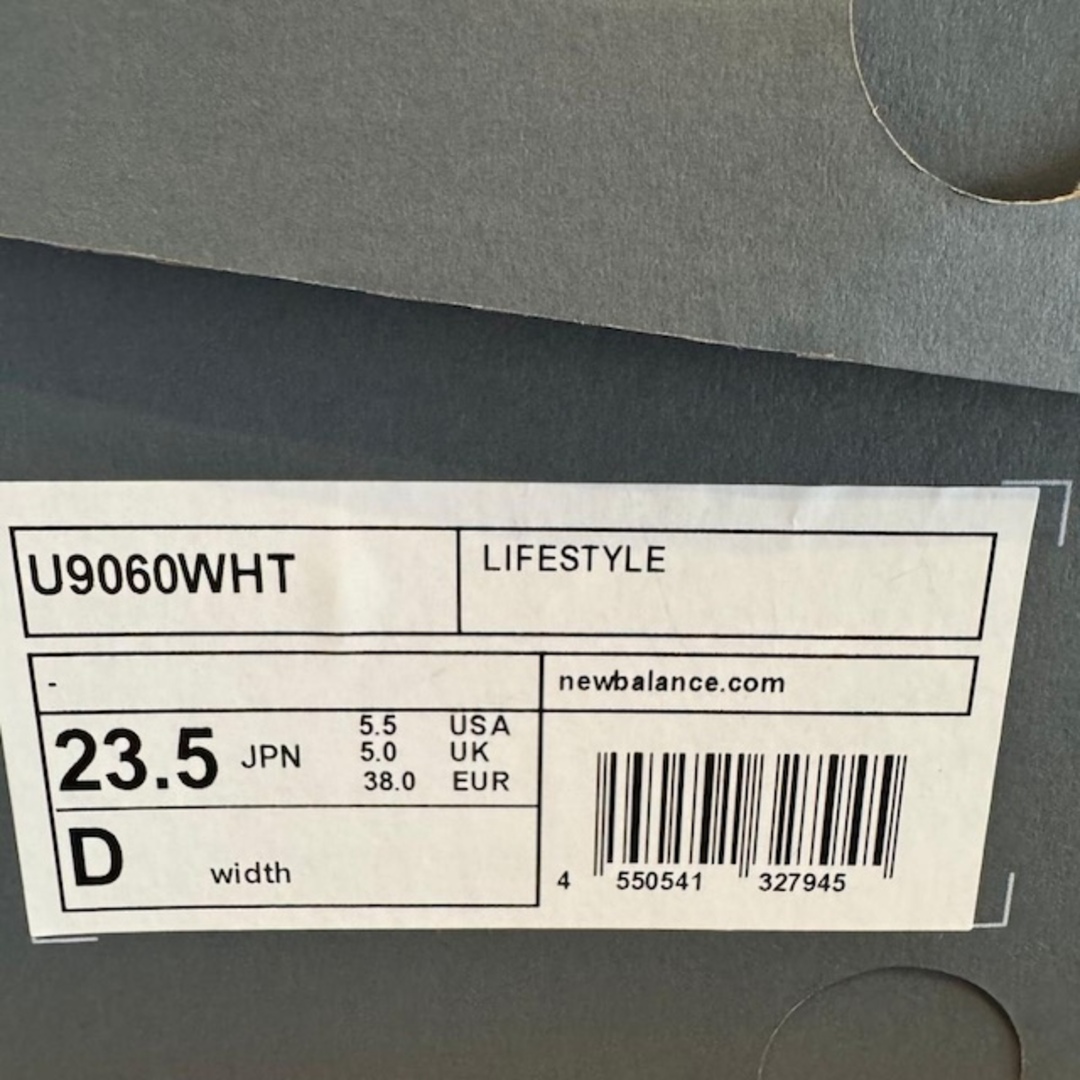 U9060WHT
LIFESTYLE
-
newbalance.com
23.5 JPN
5.5 USA
5.0 UK
38.0 EUR
D width
4 550541 327945